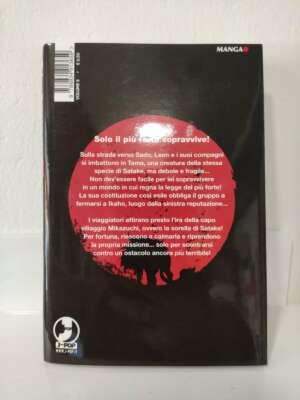 MANGA
VOLUME 8
Solo il più forte sopravvive!
Sulla strada verso Sado, Leon e i suoi compagni
si imbattono in Tamo, una creatura della stessa
specie di Satake, ma debole e fragile...
Non dev'essere facile per lei sopravvivere
in un mondo in cui regna la legge del più forte!
La sua costituzione così esile obbliga il gruppo a
fermarsi a Ikaho, luogo dalla sinistra reputazione...
I viaggiatori attirano presto l'ira della capo
villaggio Mikazuchi, ovvero la sorella di Satake!
Per fortuna, riescono a calmarla e riprendono
la propria missione... solo per scontrarsi
contro un ostacolo ancora più terribile!
J-POP